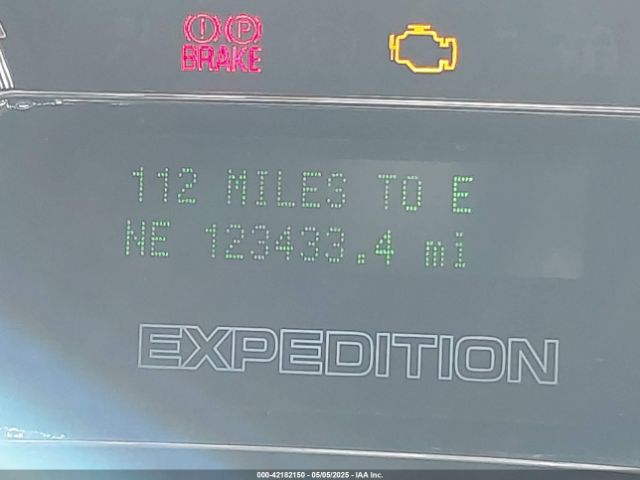 BRAKE
112 MILES TO E
NE 123433.4 mi
EXPEDITION
000-42182150 - 05/05/2025 - IAA Inc.